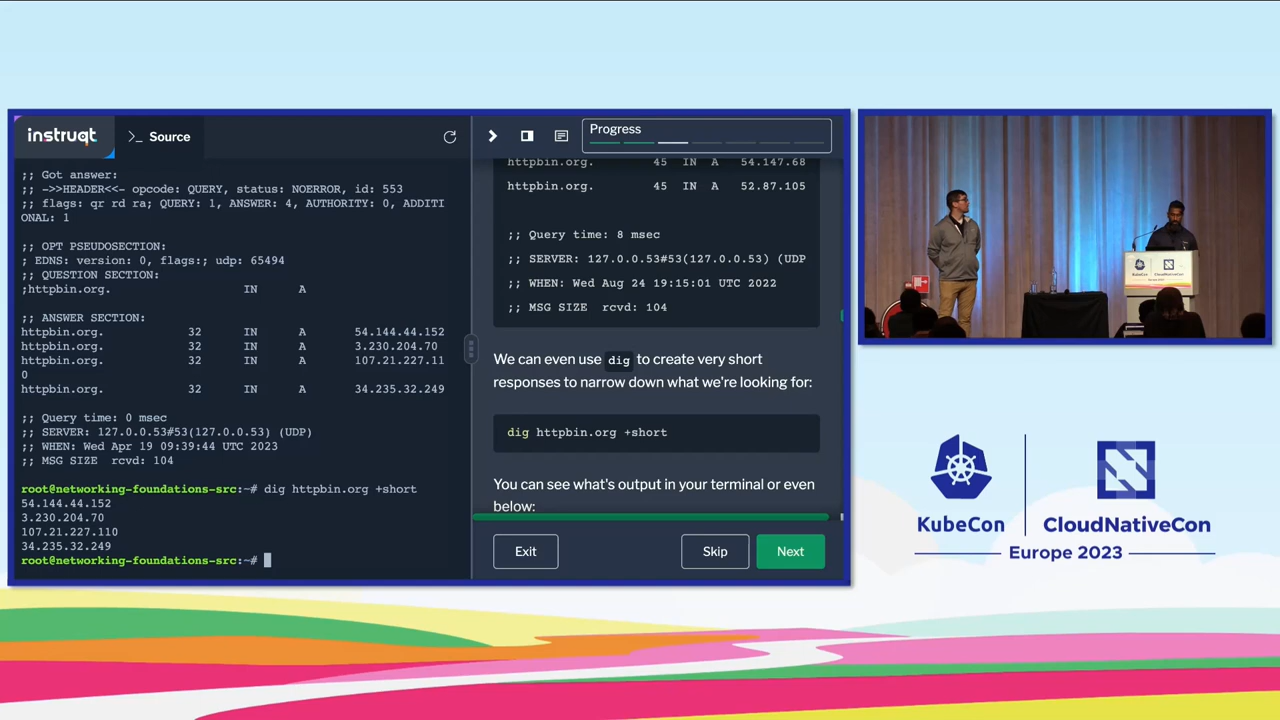 instruqt
>_ Source
;; Got answer:
;; ->>HEADER<<- opcode: QUERY, status: NOERROR, id: 553
;; flags: qr rd ra; QUERY: 1, ANSWER: 4, AUTHORITY: 0, ADDITI
ONAL: 1
;; OPT PSEUDOSECTION:
; EDNS: version: 0, flags:; udp: 65494
;; QUESTION SECTION:
;httpbin.org. IN A
;; ANSWER SECTION:
httpbin.org. 32 IN A 54.144.44.152
httpbin.org. 32 IN A 3.230.204.70
httpbin.org. 32 IN A 107.21.227.11
0
httpbin.org. 32 IN A 34.235.32.249
;; Query time: 0 msec
;; SERVER: 127.0.0.53#53(127.0.0.53) (UDP)
;; WHEN: Wed Apr 19 09:39:44 UTC 2023
;; MSG SIZE rcvd: 104
root@networking-foundations-src:~# dig httpbin.org +short
54.144.44.152
3.230.204.70
107.21.227.110
34.235.32.249
root@networking-foundations-src:~#
Progress
httpbin.org. 45 IN A 54.147.68
httpbin.org. 45 IN A 52.87.105
;; Query time: 8 msec
;; SERVER: 127.0.0.53#53(127.0.0.53) (UDP
;; WHEN: Wed Aug 24 19:15:01 UTC 2022
;; MSG SIZE rcvd: 104
We can even use dig to create very short
responses to narrow down what we're looking for:
dig httpbin.org +short
You can see what's output in your terminal or even
below:
Exit
Skip
Next
KubeCon
CloudNativeCon
Europe 2023